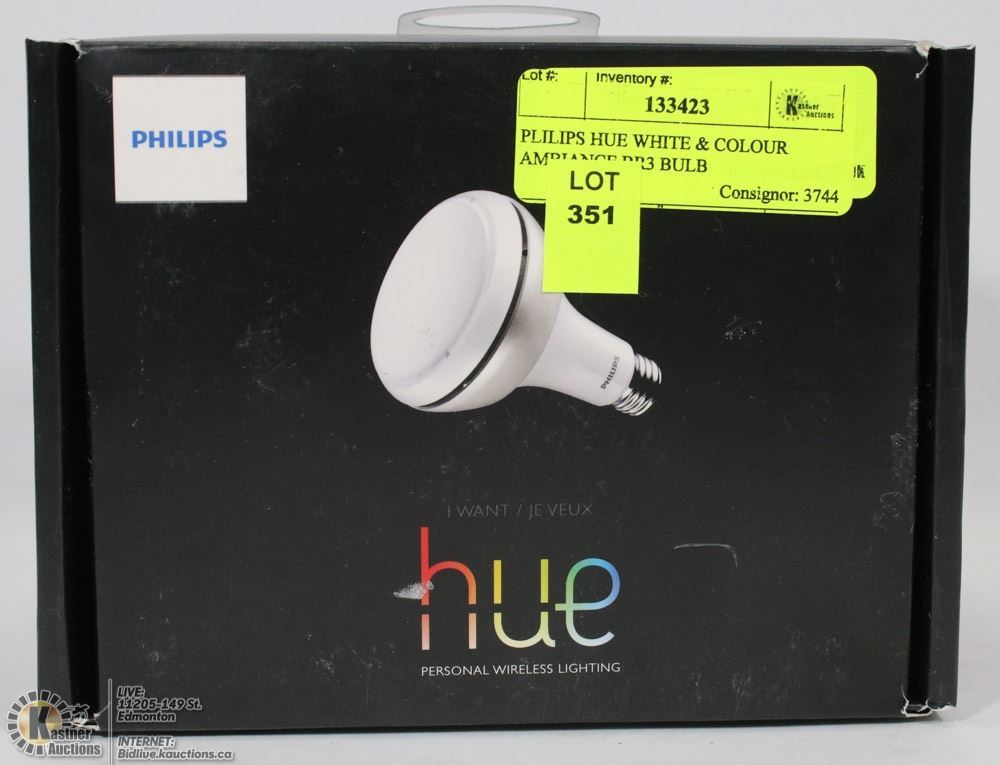 PHILIPS
Lot #:
Inventory #:
133423
Kastner
Auctions
PLILIPS HUE WHITE & COLOUR
AMBIANCE BR3 BULB
Consignor: 3744
LOT
351
PHILIPS
I WANT / JE VEUX
hue
PERSONAL WIRELESS LIGHTING
Kastner
Auctions
LIVE:
11205-149 St.
Edmonton
INTERNET:
Bidlive.kauctions.ca